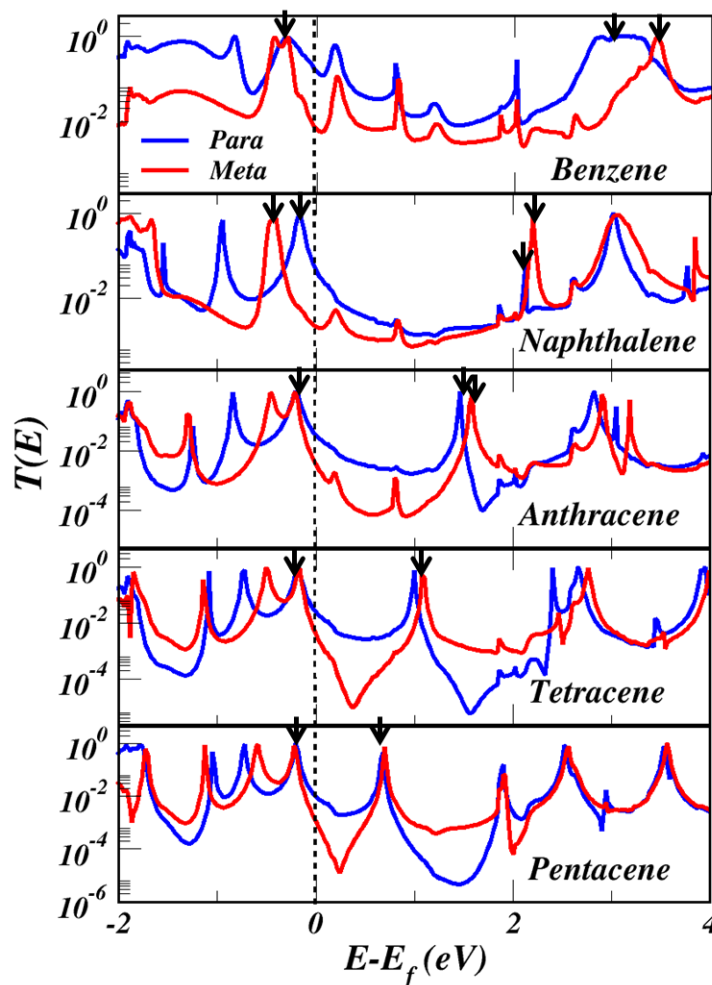 10^0
10^-2
Para
Meta
Benzene
10^0
10^-2
Naphthalene
10^0
10^-2
10^-4
Anthracene
10^0
10^-2
10^-4
Tetracene
10^0
10^-2
10^-4
10^-6
Pentacene
T(E)
-2 0 2 4
E-E_f (eV)